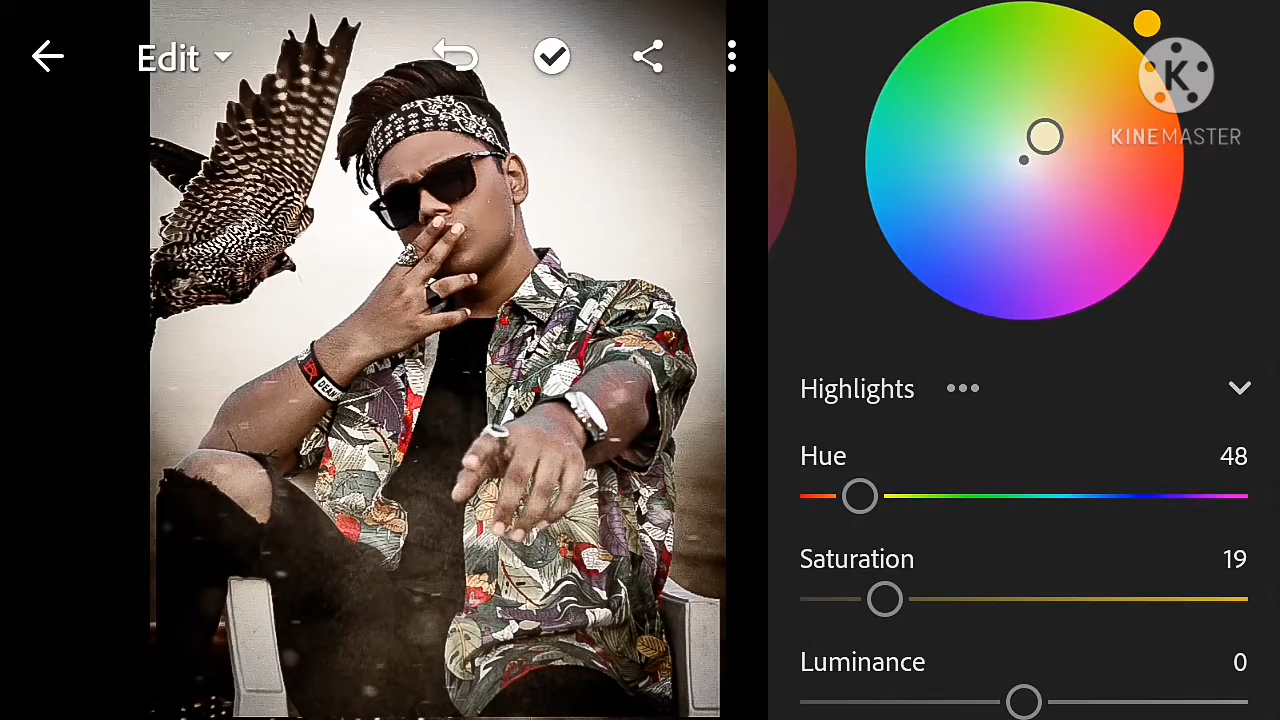 Edit
K
KINEMASTER
Highlights
Hue 48
Saturation 19
Luminance 0